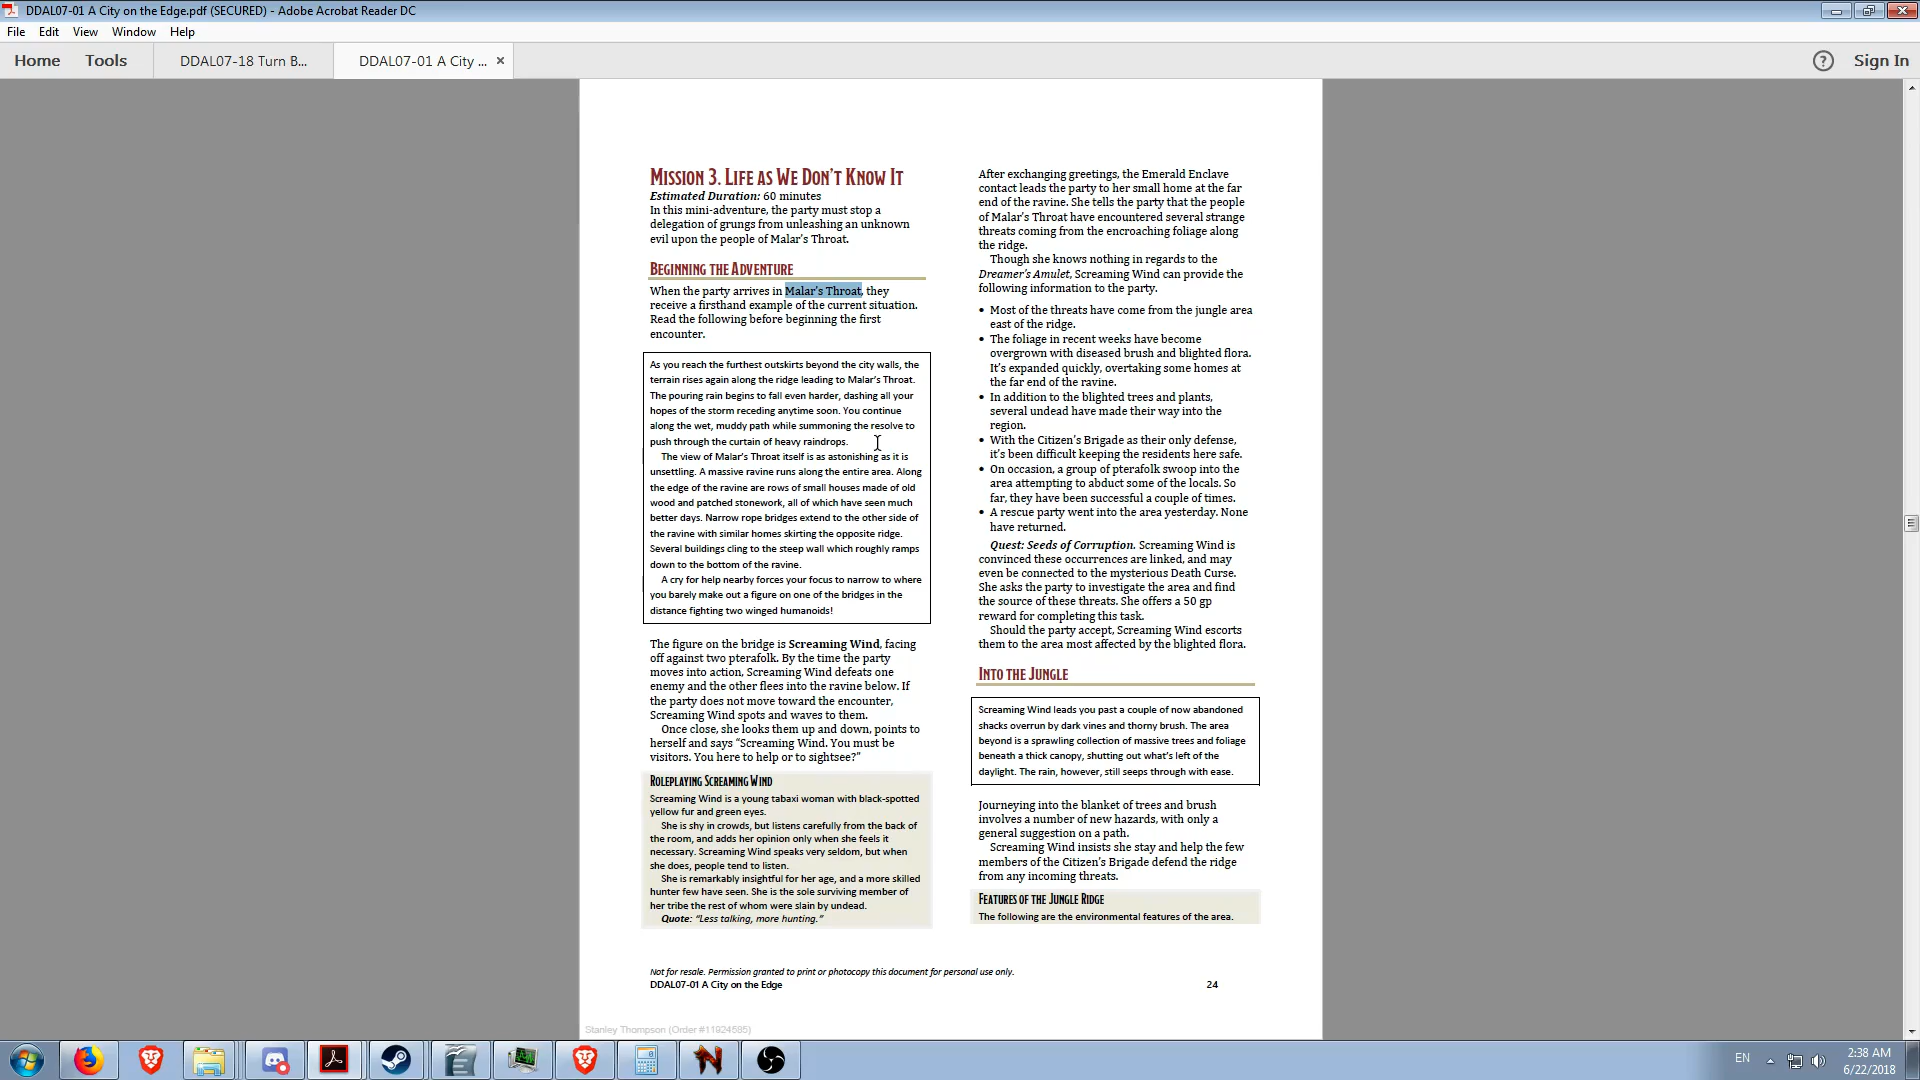 DDAL07-01 A City on the Edge.pdf (SECURED) - Adobe Acrobat Reader DC
File Edit View Window Help
Home Tools DDAL07-18 Turn B... DDAL07-01 A City ... × ? Sign In
Mission 3. Life as We Don't Know It
Estimated Duration: 60 minutes
In this mini-adventure, the party must stop a
delegation of grungs from unleashing an unknown
evil upon the people of Malar's Throat.
Beginning the Adventure
When the party arrives in Malar's Throat, they
receive a firsthand example of the current situation.
Read the following before beginning the first
encounter.
As you reach the furthest outskirts beyond the city walls, the
terrain rises again along the ridge leading to Malar's Throat.
The pouring rain begins to fall even harder, dashing all your
hopes of the storm receding anytime soon. You continue
along the wet, muddy path while summoning the resolve to
push through the curtain of heavy raindrops.
The view of Malar's Throat itself is as astonishing as it is
unsettling. A massive ravine runs along the entire area. Along
the edge of the ravine are rows of small houses made of old
wood and patched stonework, all of which have seen much
better days. Narrow rope bridges extend to the other side of
the ravine with similar homes skirting the opposite ridge.
Several buildings cling to the steep wall which roughly ramps
down to the bottom of the ravine.
A cry for help nearby forces your focus to narrow to where
you barely make out a figure on one of the bridges in the
distance fighting two winged humanoids!
The figure on the bridge is Screaming Wind, facing
off against two pterafolk. By the time the party
moves into action, Screaming Wind defeats one
enemy and the other flees into the ravine below. If
the party does not move toward the encounter,
Screaming Wind spots and waves to them.
Once close, she looks them up and down, points to
herself and says "Screaming Wind. You must be
visitors. You here to help or to sightsee?"
Roleplaying Screaming Wind
Screaming Wind is a young tabaxi woman with black-spotted
yellow fur and green eyes.
She is shy in crowds, but listens carefully from the back of
the room, and adds her opinion only when she feels it
necessary. Screaming Wind speaks very seldom, but when
she does, people tend to listen.
She is remarkably insightful for her age, and a more skilled
hunter few have seen. She is the sole surviving member of
her tribe the rest of whom were slain by undead.
Quote: "Less talking, more hunting."
After exchanging greetings, the Emerald Enclave
contact leads the party to her small home at the far
end of the ravine. She tells the party that the people
of Malar's Throat have encountered several strange
threats coming from the encroaching foliage along
the ridge.
Though she knows nothing in regards to the
Dreamer's Amulet, Screaming Wind can provide the
following information to the party.
• Most of the threats have come from the jungle area
east of the ridge.
• The foliage in recent weeks have become
overgrown with diseased brush and blighted flora.
It's expanded quickly, overtaking some homes at
the far end of the ravine.
• In addition to the blighted trees and plants,
several undead have made their way into the
region.
• With the Citizen's Brigade as their only defense,
it's been difficult keeping the residents here safe.
• On occasion, a group of pterafolk swoop into the
area attempting to abduct some of the locals. So
far, they have been successful a couple of times.
• A rescue party went into the area yesterday. None
have returned.
Quest: Seeds of Corruption. Screaming Wind is
convinced these occurrences are linked, and may
even be connected to the mysterious Death Curse.
She asks the party to investigate the area and find
the source of these threats. She offers a 50 gp
reward for completing this task.
Should the party accept, Screaming Wind escorts
them to the area most affected by the blighted flora.
Into the Jungle
Screaming Wind leads you past a couple of now abandoned
shacks overrun by dark vines and thorny brush. The area
beyond is a sprawling collection of massive trees and foliage
beneath a thick canopy, shutting out what's left of the
daylight. The rain, however, still seeps through with ease.
Journeying into the blanket of trees and brush
involves a number of new hazards, with only a
general suggestion on a path.
Screaming Wind insists she stay and help the few
members of the Citizen's Brigade defend the ridge
from any incoming threats.
Features of the Jungle Ridge
The following are the environmental features of the area.
Not for resale. Permission granted to print or photocopy this document for personal use only.
DDAL07-01 A City on the Edge 24
Stanley Thompson (Order #11924585)
EN 2:38 AM
6/22/2018